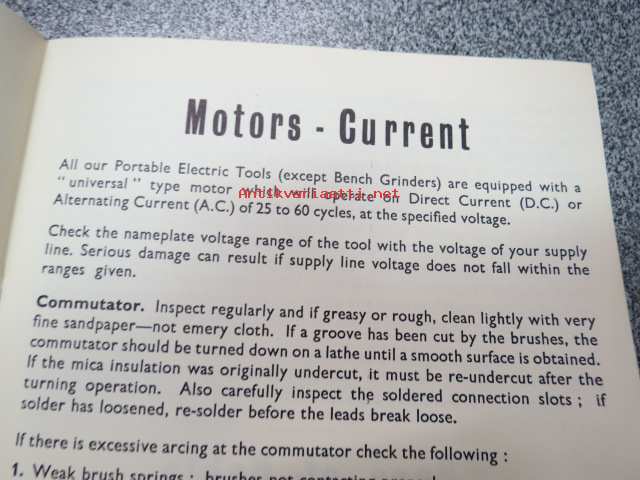 Motors - Current
All our Portable Electric Tools (except Bench Grinders) are equipped with a
"universal" type motor which will operate on Direct Current (D.C.) or
Antikvariaatti.net
Alternating Current (A.C.) of 25 to 60 cycles, at the specified voltage.
Check the nameplate voltage range of the tool with the voltage of your supply
line. Serious damage can result if supply line voltage does not fall within the
ranges given.
Commutator. Inspect regularly and if greasy or rough, clean lightly with very
fine sandpaper—not emery cloth. If a groove has been cut by the brushes, the
commutator should be turned down on a lathe until a smooth surface is obtained.
If the mica insulation was originally undercut, it must be re-undercut after the
turning operation. Also carefully inspect the soldered connection slots ; if
solder has loosened, re-solder before the leads break loose.
If there is excessive arcing at the commutator check the following :
1. Weak brush springs ; brushes not contacting